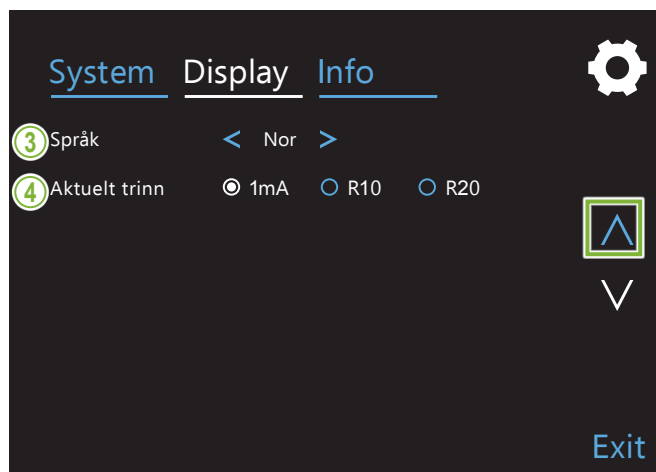 System Display Info
3 Språk < Nor >
4 Aktuelt trinn 1mA R10 R20
Exit